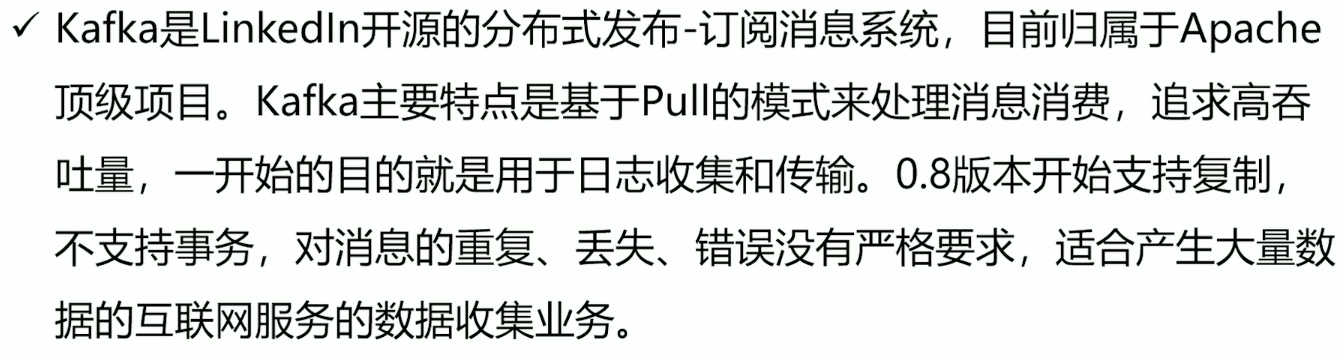 ✓ Kafka是LinkedIn开源的分布式发布-订阅消息系统，目前归属于Apache
顶级项目。Kafka主要特点是基于Pull的模式来处理消息消费，追求高吞
吐量，一开始的目的就是用于日志收集和传输。0.8版本开始支持复制，
不支持事务，对消息的重复、丢失、错误没有严格要求，适合产生大量数
据的互联网服务的数据收集业务。